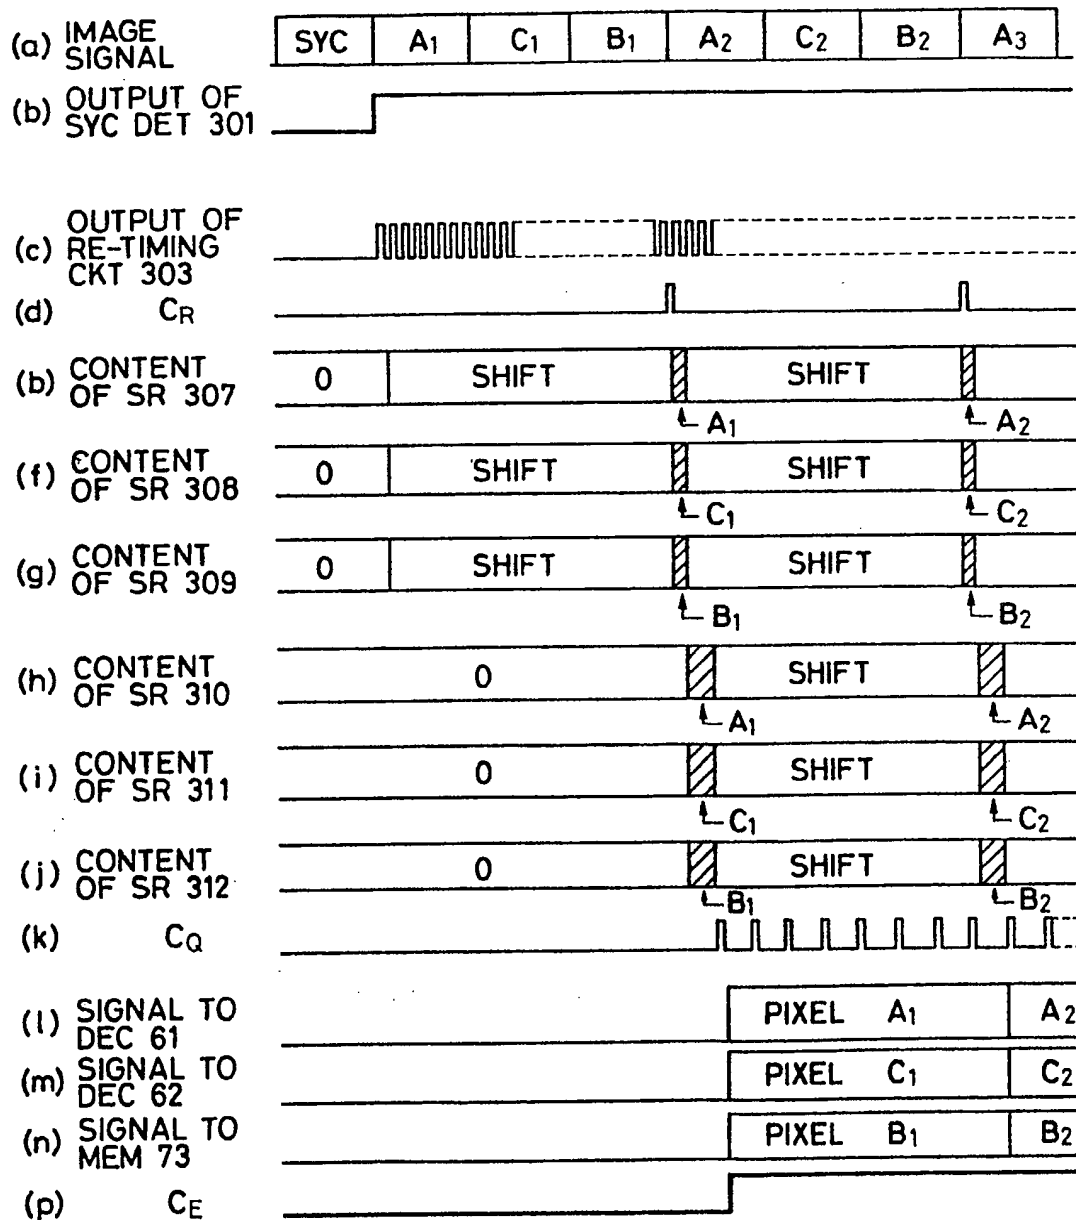 (a) IMAGE SIGNAL SYC A1 C1 B1 A2 C2 B2 A3
(b) OUTPUT OF SYC DET 301
(c) OUTPUT OF RE-TIMING CKT 303
(d) CR
(b) CONTENT OF SR 307 0 SHIFT SHIFT
A1 A2
(f) CONTENT OF SR 308 0 SHIFT SHIFT
C1 C2
(g) CONTENT OF SR 309 0 SHIFT SHIFT
B1 B2
(h) CONTENT OF SR 310 0 SHIFT
A1 A2
(i) CONTENT OF SR 311 0 SHIFT
C1 C2
(j) CONTENT OF SR 312 0 SHIFT
B1 B2
(k) CQ
(l) SIGNAL TO DEC 61 PIXEL A1 A2
(m) SIGNAL TO DEC 62 PIXEL C1 C2
(n) SIGNAL TO MEM 73 PIXEL B1 B2
(p) CE